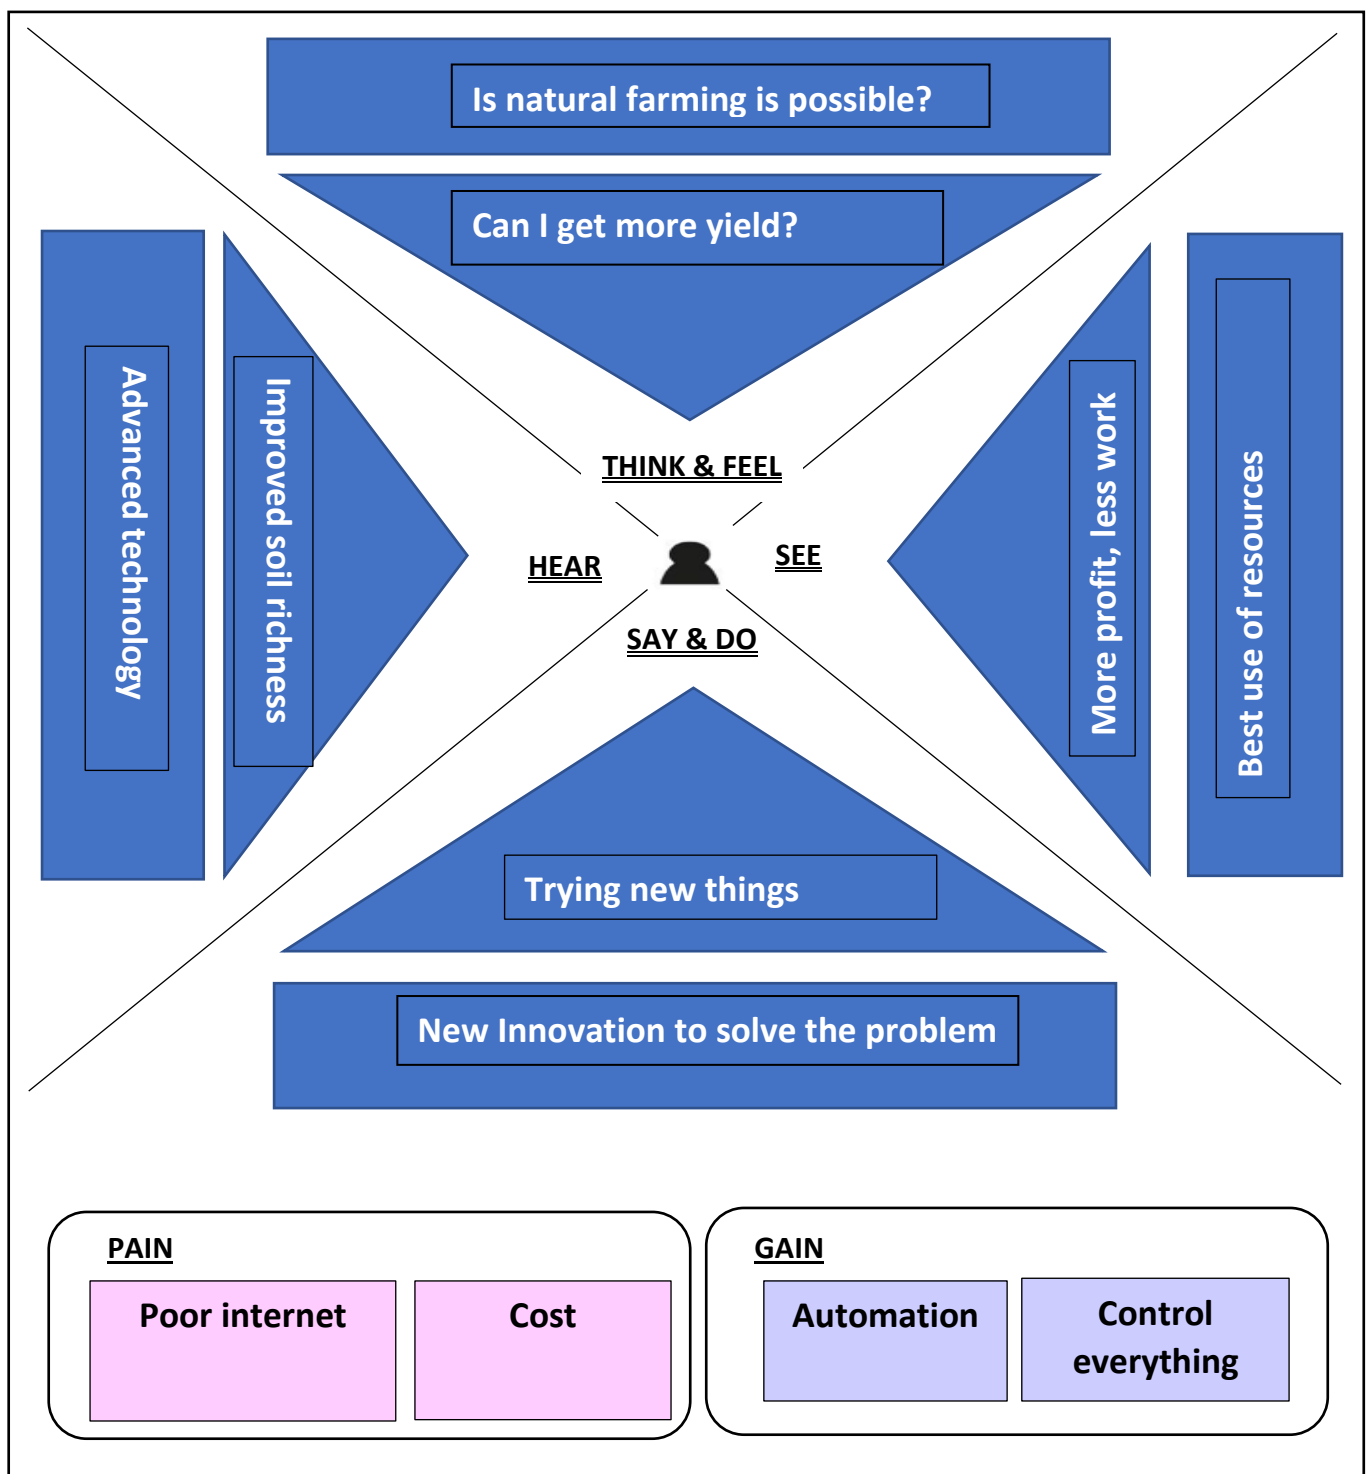 Is natural farming is possible?
Can I get more yield?
Advanced technology
Improved soil richness
THINK & FEEL
HEAR
SEE
SAY & DO
More profit, less work
Best use of resources
Trying new things
New Innovation to solve the problem
PAIN
Poor internet
Cost
GAIN
Automation
Control
everything